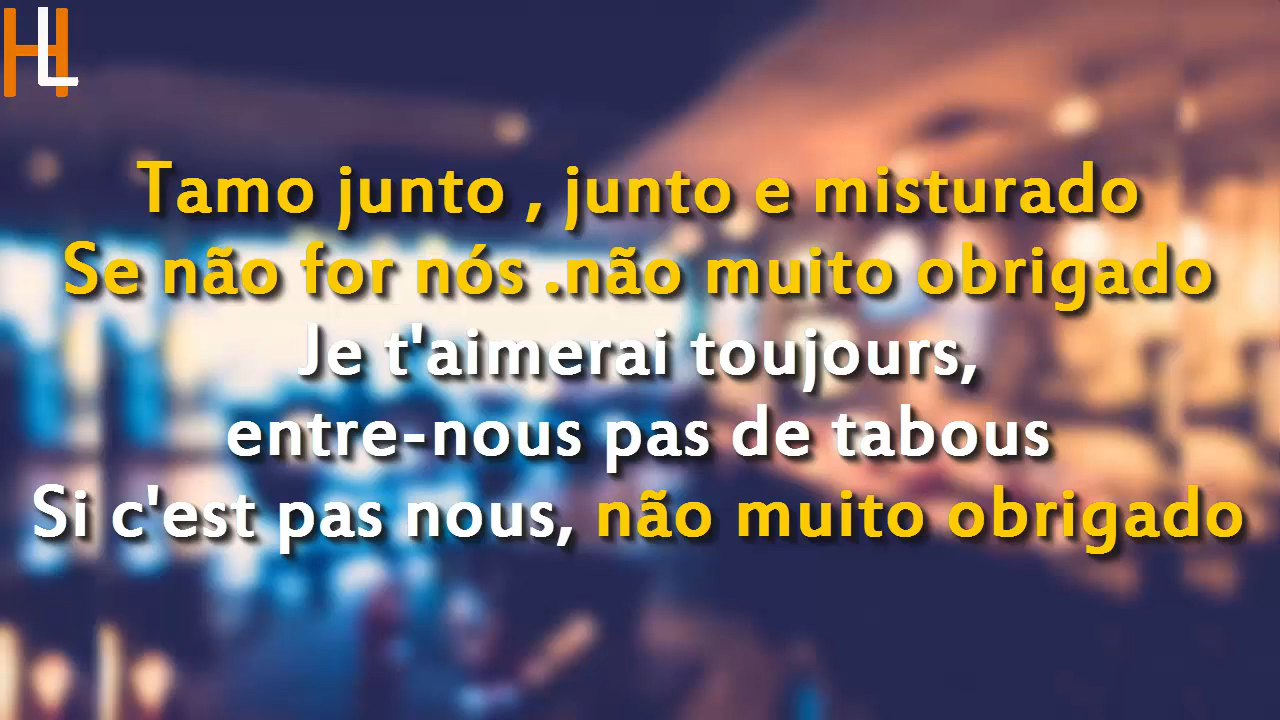 HL
Tamo junto , junto e misturado
Se não for nós .não muito obrigado
Je t'aimerai toujours,
entre-nous pas de tabous
Si c'est pas nous, não muito obrigado